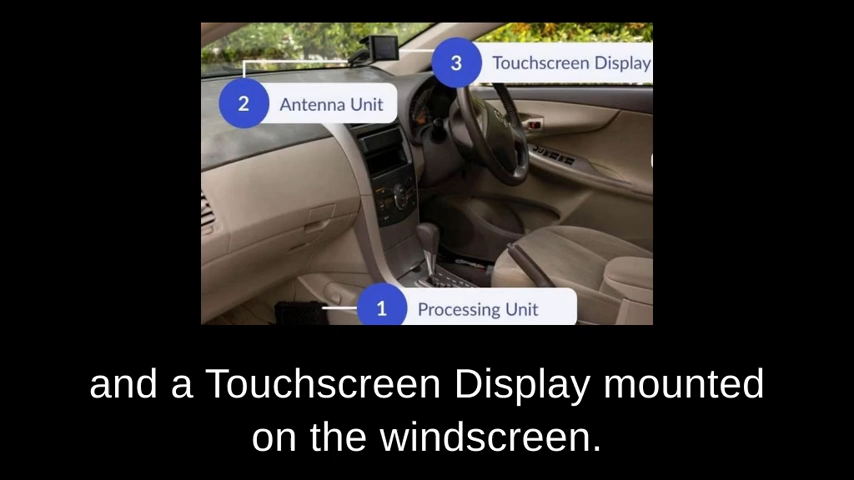 3 Touchscreen Display
2 Antenna Unit
1 Processing Unit
and a Touchscreen Display mounted
on the windscreen.